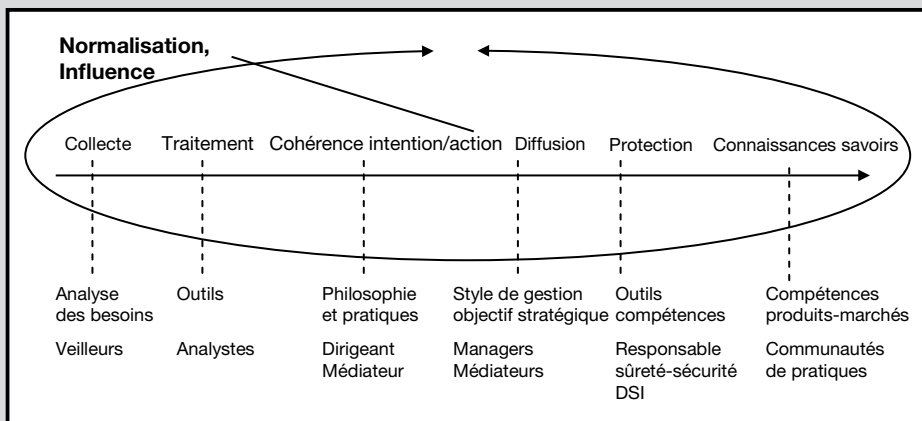 Normalisation,
Influence
Collecte Traitement Cohérence intention/action Diffusion Protection Connaissances savoirs
Analyse
des besoins
Outils
Philosophie
et pratiques
Style de gestion
objectif stratégique
Outils
compétences
Compétences
produits-marchés
Veilleurs
Analystes
Dirigeant
Médiateur
Managers
Médiateurs
Responsable
sûreté-sécurité
DSI
Communautés
de pratiques